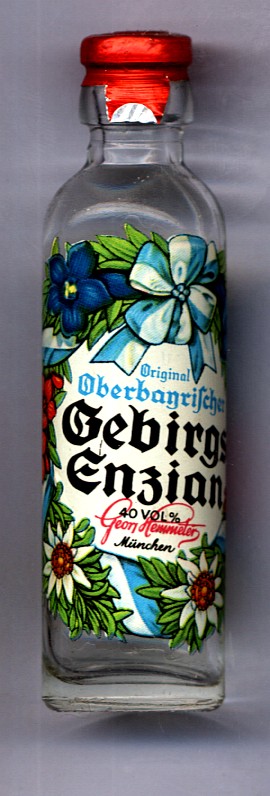 Original
Oberbayrischer
Gebirgs
Enzian
40 VOL%
Georg Hemmeter
München